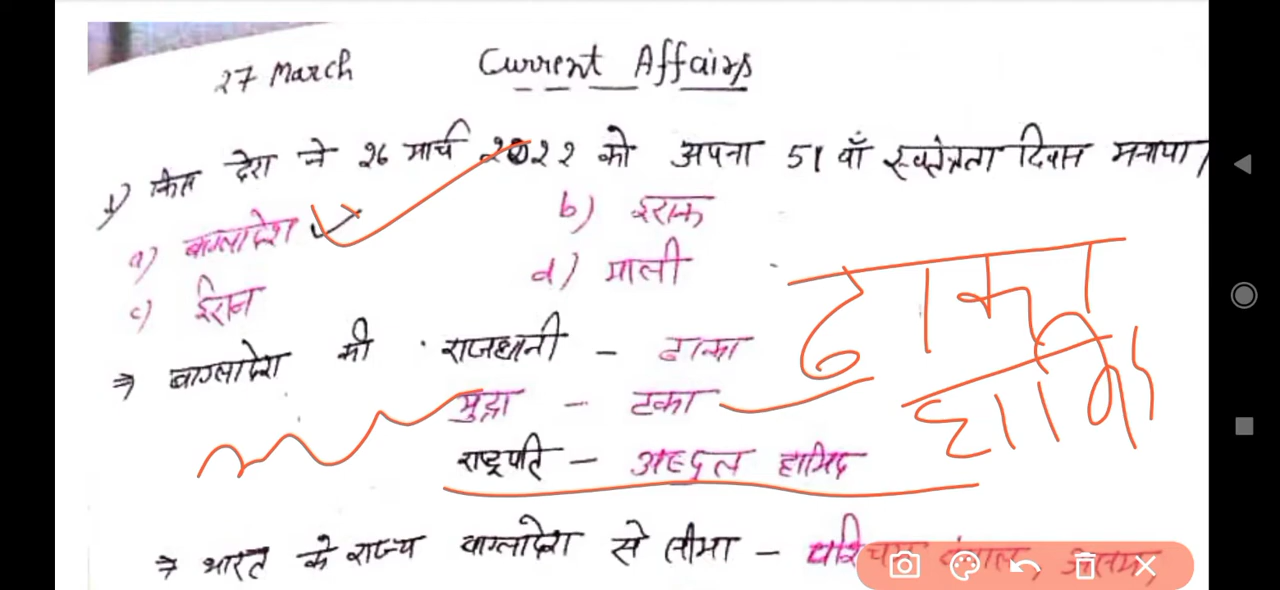 27 March Current Affairs
1) किस देश ने 26 मार्च 2022 को अपना 51 वाँ स्वतंत्रता दिवस मनाया।
a) बाग्लादेश b) इराक
c) ईरान d) माली
ढाका
⇒ बाग्लादेश की राजधानी – ढाका
मुद्रा – टका
राष्ट्रपति – अब्दुल हामिद
⇒ भारत के राज्य बाग्लादेश से सीमा – पश्चिम बंगाल, असम,